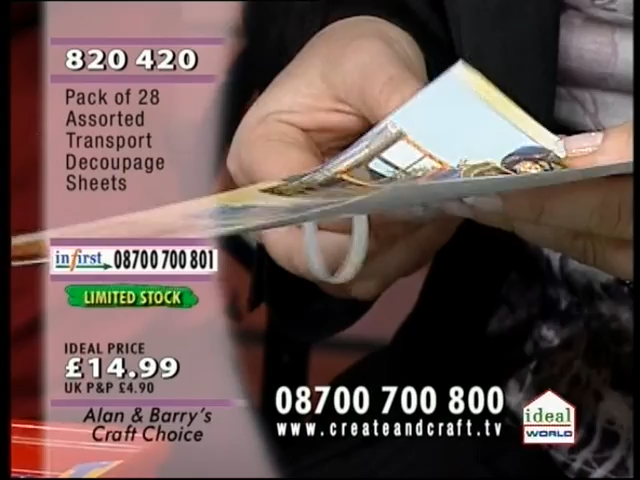 820 420
Pack of 28
Assorted
Transport
Decoupage
Sheets
infirst 08700 700 801
LIMITED STOCK
IDEAL PRICE
£14.99
UK P&P £4.90
Alan & Barry's
Craft Choice
08700 700 800
www.createandcraft.tv
ideal
WORLD